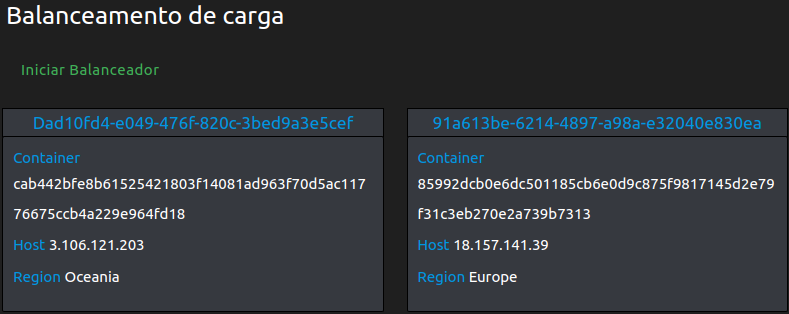 Balanceamento de carga
Iniciar Balanceador
Dad10fd4-e049-476f-820c-3bed9a3e5cef
Container
cab442bfe8b61525421803f14081ad963f70d5ac117
76675ccb4a229e964fd18
Host 3.106.121.203
Region Oceania
91a613be-6214-4897-a98a-e32040e830ea
Container
85992dcb0e6dc501185cb6e0d9c875f9817145d2e79
f31c3eb270e2a739b7313
Host 18.157.141.39
Region Europe